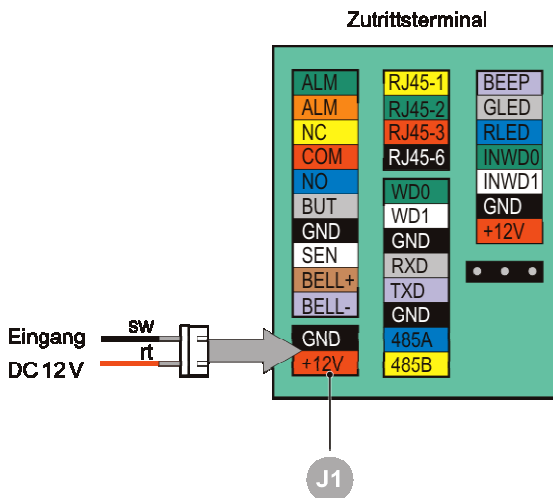 Zutrittsterminal
ALM
ALM
NC
COM
NO
BUT
GND
SEN
BELL+
BELL-
GND
+12V
RJ45-1
RJ45-2
RJ45-3
RJ45-6
WD0
WD1
GND
RXD
TXD
GND
485A
485B
BEEP
GLED
RLED
INWD0
INWD1
GND
+12V
Eingang
DC 12 V
sw
rt
J1